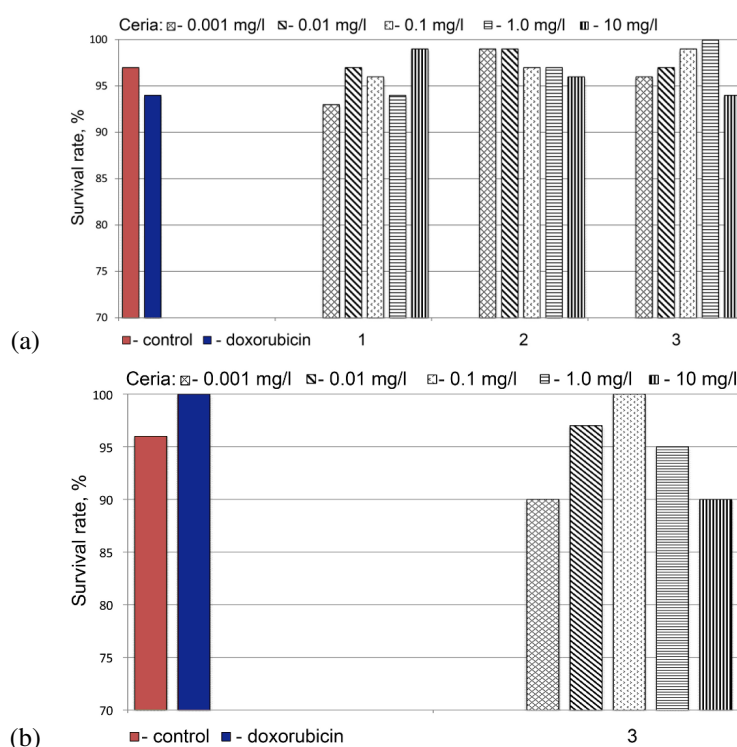 Ceria: - 0.001 mg/l - 0.01 mg/l - 0.1 mg/l - 1.0 mg/l - 10 mg/l
100
95
90
85
80
75
70
Survival rate, %
(a)
- control - doxorubicin 1 2 3
Ceria: - 0.001 mg/l - 0.01 mg/l - 0.1 mg/l - 1.0 mg/l - 10 mg/l
100
95
90
85
80
75
70
Survival rate, %
(b)
- control - doxorubicin 3